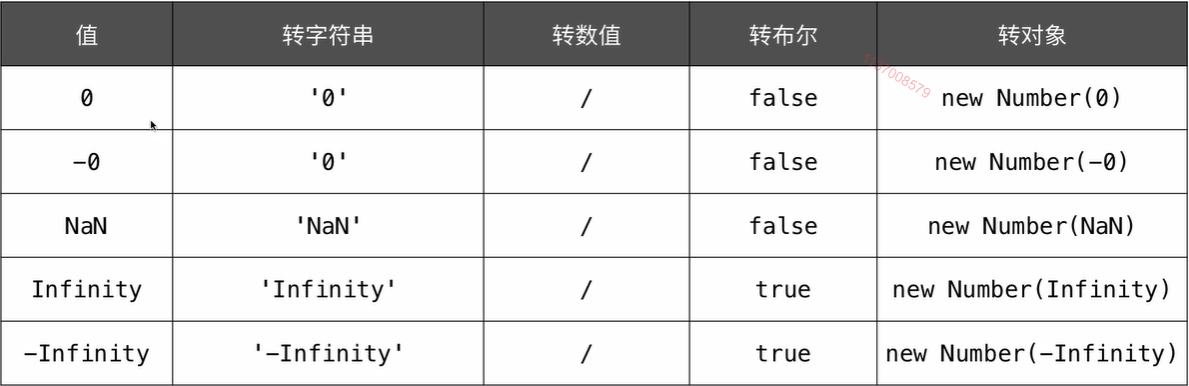 值 转字符串 转数值 转布尔 转对象
0 '0' / false new Number(0)
-0 '0' / false new Number(-0)
NaN 'NaN' / false new Number(NaN)
Infinity 'Infinity' / true new Number(Infinity)
-Infinity '-Infinity' / true new Number(-Infinity)